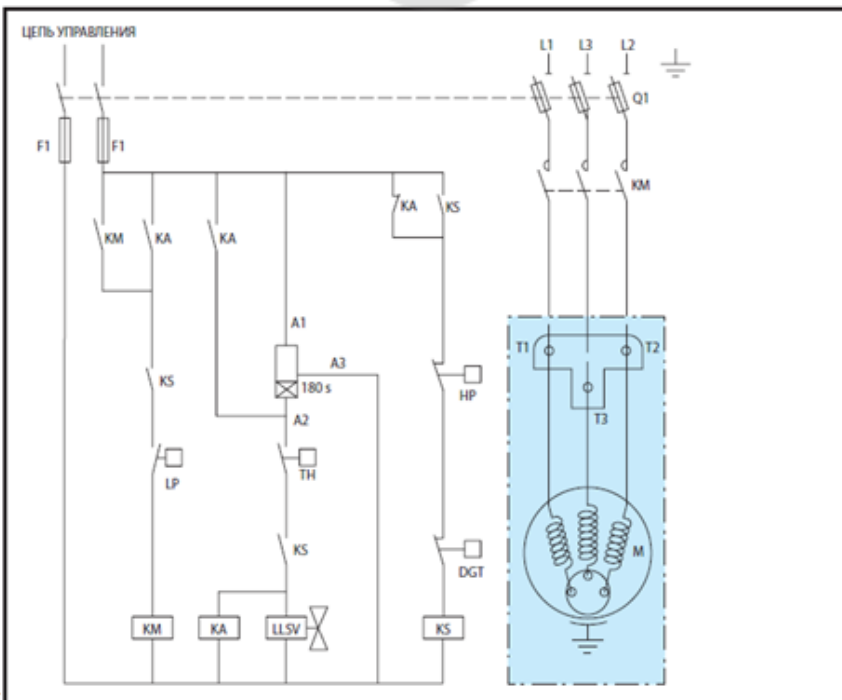 ЦЕПЬ УПРАВЛЕНИЯ
L1 L3 L2
Q1
F1 F1
KM
KA KS
KM KA KA
A1
T1 T2
A3
180 s
KS
HP
A2
T3
LP
TH
KS
M
DGT
KM KA LLSV KS